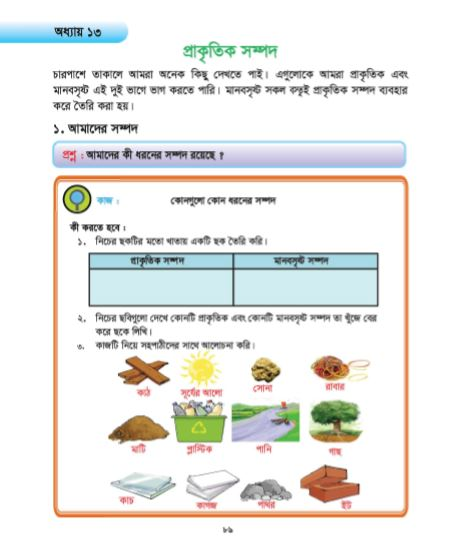 অধ্যায় ১৩
প্রাকৃতিক সম্পদ
চারপাশে তাকালে আমরা অনেক কিছু দেখতে পাই। এগুলোকে আমরা প্রাকৃতিক এবং
মানবসৃষ্ট এই দুই ভাগে ভাগ করতে পারি। মানবসৃষ্ট সকল বস্তুই প্রাকৃতিক সম্পদ ব্যবহার
করে তৈরি করা হয়।
১. আমাদের সম্পদ
প্রশ্ন : আমাদের কী ধরনের সম্পদ রয়েছে ?
কাজ : কোনগুলো কোন ধরনের সম্পদ
কী করতে হবে :
১. নিচের ছকটির মতো খাতায় একটি ছক তৈরি করি।
প্রাকৃতিক সম্পদ মানবসৃষ্ট সম্পদ
২. নিচের ছবিগুলো দেখে কোনটি প্রাকৃতিক এবং কোনটি মানবসৃষ্ট সম্পদ তা খুঁজে বের
করে ছকে লিখি।
৩. কাজটি নিয়ে সহপাঠীদের সাথে আলোচনা করি।
কাঠ সূর্যের আলো সোনা রাবার
মাটি প্লাস্টিক পানি গাছ
কাচ কাগজ পাথর ইট
৮৯